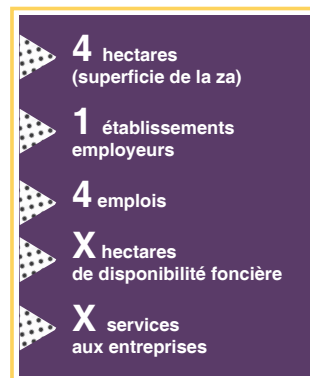 4 hectares
(superficie de la za)
1 établissements
employeurs
4 emplois
X hectares
de disponibilité foncière
X services
aux entreprises